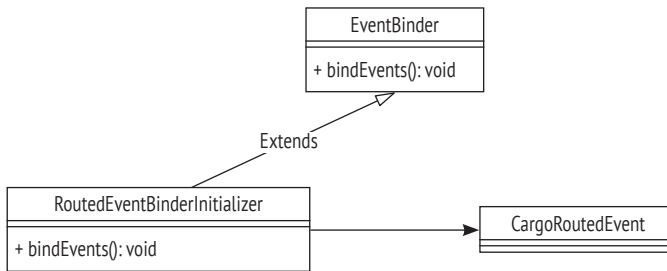 EventBinder
+ bindEvents(): void
Extends
RoutedEventBinderInitializer
+ bindEvents(): void
CargoRoutedEvent